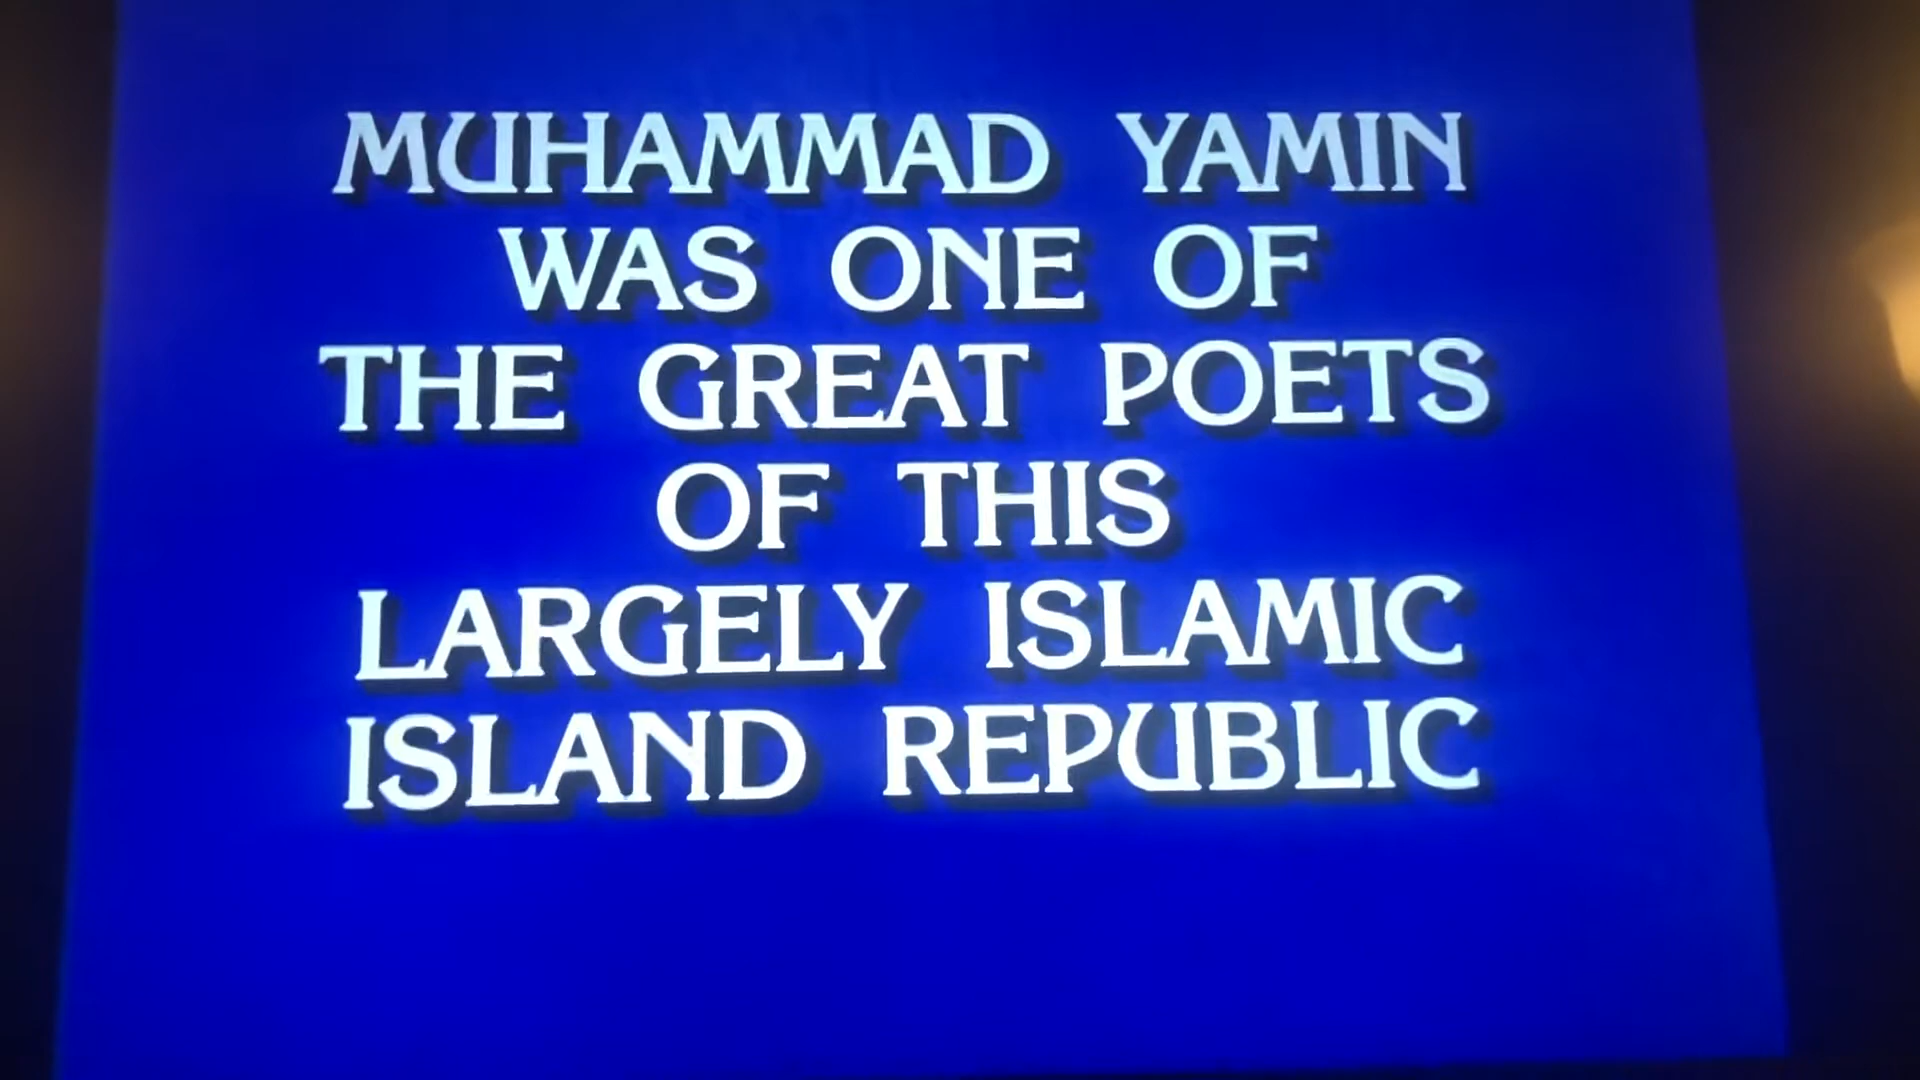 MUHAMMAD YAMIN
WAS ONE OF
THE GREAT POETS
OF THIS
LARGELY ISLAMIC
ISLAND REPUBLIC